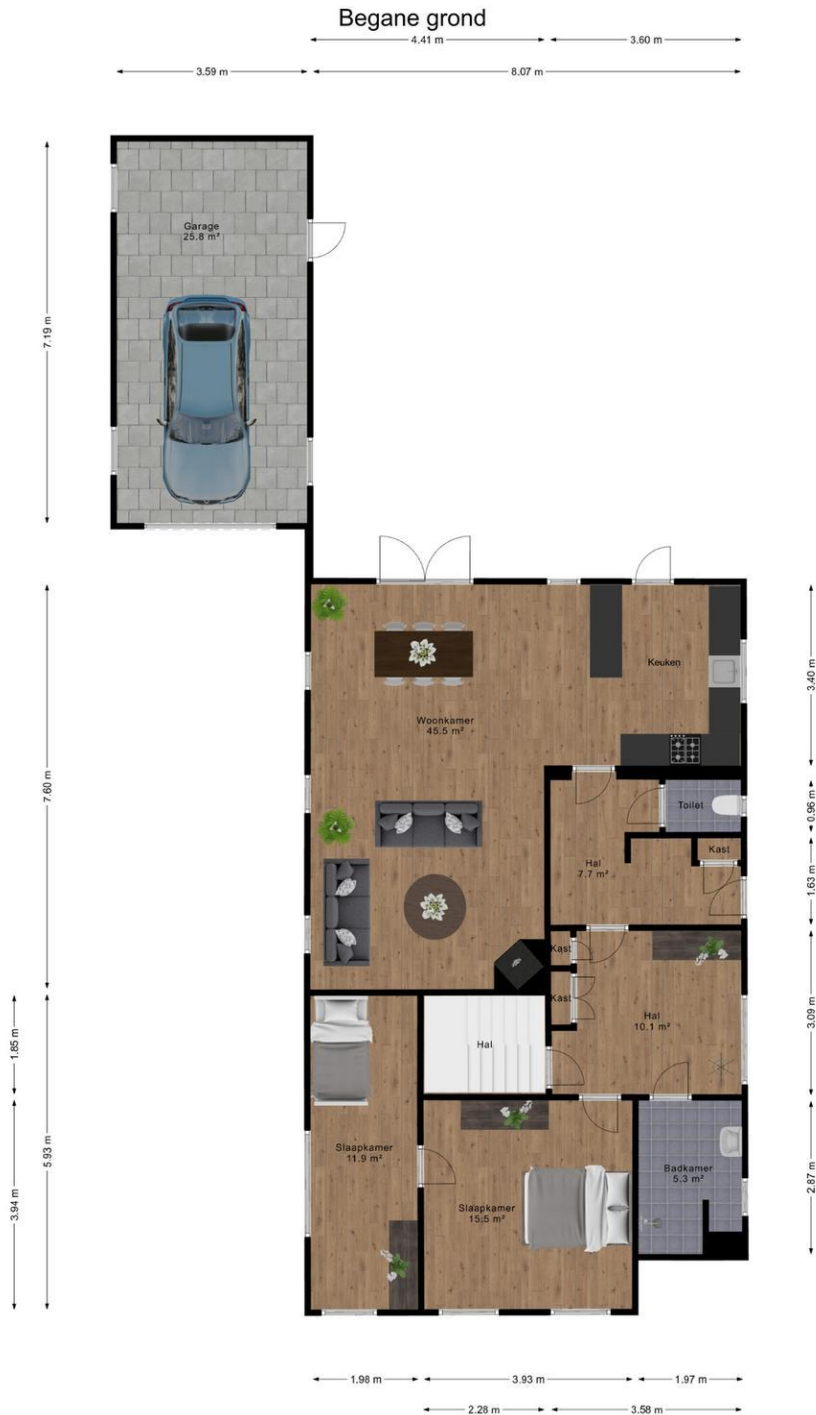 Begane grond
4.41 m
3.60 m
3.59 m
8.07 m
Garage
25.8 m²
7.19 m
Keuken
3.40 m
Woonkamer
45.5 m²
7.60 m
Toilet
0.96 m
Kast
Hal
7.7 m²
1.63 m
Kast
Kast
Hal
10.1 m²
3.09 m
Hal
1.85 m
5.93 m
3.94 m
Slaapkamer
11.9 m²
Slaapkamer
15.5 m²
Badkamer
5.3 m²
2.87 m
1.98 m
3.93 m
1.97 m
2.28 m
3.58 m